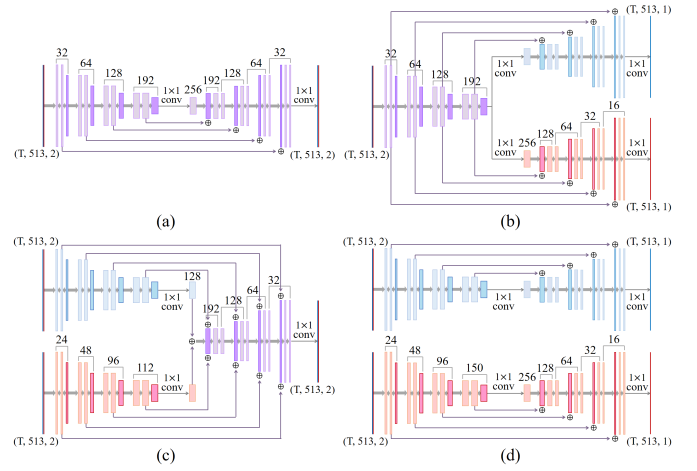 32
64
128
192
1×1
conv
256
192
128
64
32
1×1
conv
(T, 513, 2)
(T, 513, 2)
(a)
(T, 513, 1)
1×1
conv
32
64
128
192
1×1
conv
1×1
conv
256
128
64
32
16
1×1
conv
(T, 513, 2)
(T, 513, 1)
(b)
(T, 513, 2)
1×1
conv
128
192
128
64
32
1×1
conv
24
48
96
112
1×1
conv
(T, 513, 2)
(T, 513, 2)
(c)
(T, 513, 2)
(T, 513, 1)
1×1
conv
1×1
conv
24
48
96
150
1×1
conv
256
128
64
32
16
1×1
conv
(T, 513, 2)
(T, 513, 1)
(d)